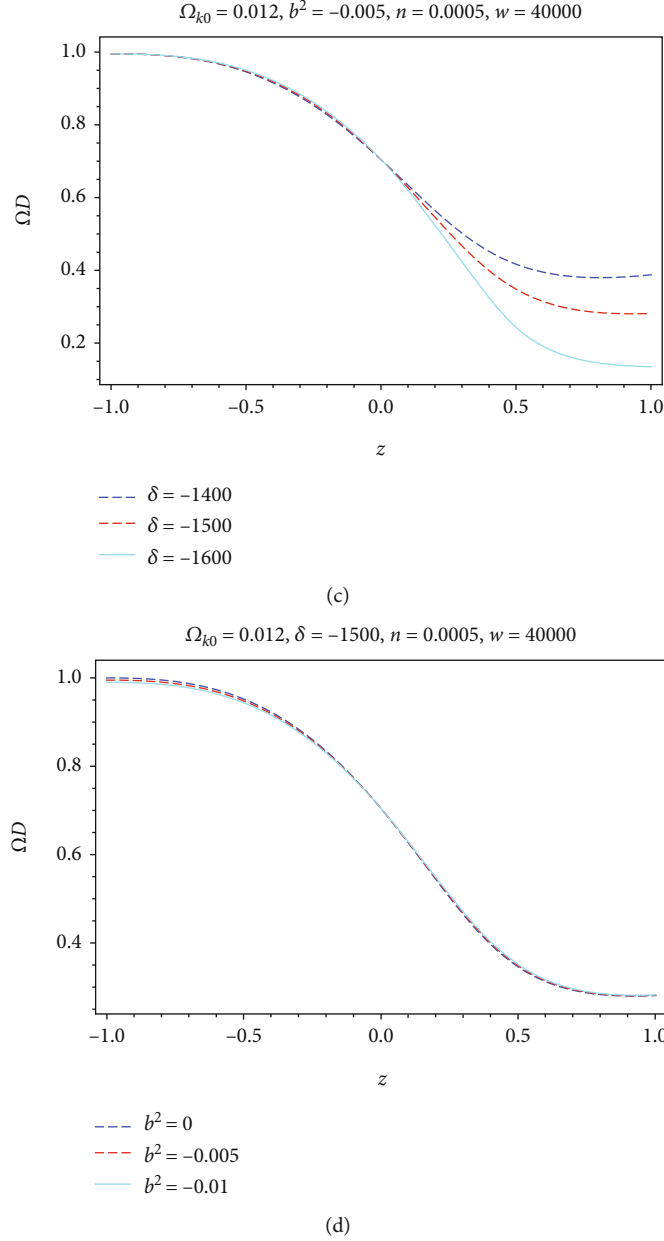 Ωk0 = 0.012, b² = –0.005, n = 0.0005, w = 40000
1.0
0.8
0.6
0.4
0.2
ΩD
–1.0 –0.5 0.0 0.5 1.0
z
δ = –1400
δ = –1500
δ = –1600
(c)
Ωk0 = 0.012, δ = –1500, n = 0.0005, w = 40000
1.0
0.8
0.6
0.4
ΩD
–1.0 –0.5 0.0 0.5 1.0
z
b² = 0
b² = –0.005
b² = –0.01
(d)